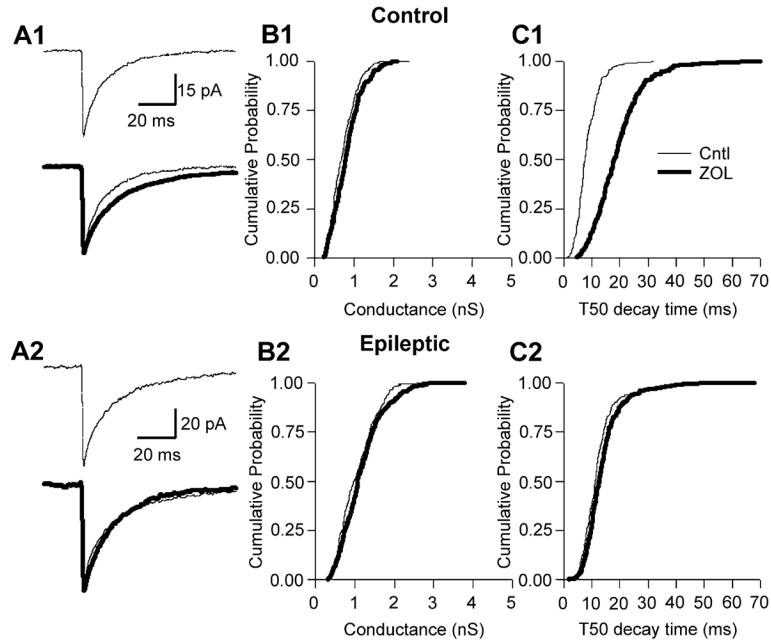 Control
A1
15 pA
20 ms
B1
Cumulative Probability
1.00
0.75
0.50
0.25
0.00
0 1 2 3 4 5
Conductance (nS)
C1
Cumulative Probability
1.00
0.75
0.50
0.25
0.00
0 10 20 30 40 50 60 70
T50 decay time (ms)
Cntl
ZOL
Epileptic
A2
20 pA
20 ms
B2
Cumulative Probability
1.00
0.75
0.50
0.25
0.00
0 1 2 3 4 5
Conductance (nS)
C2
Cumulative Probability
1.00
0.75
0.50
0.25
0.00
0 10 20 30 40 50 60 70
T50 decay time (ms)